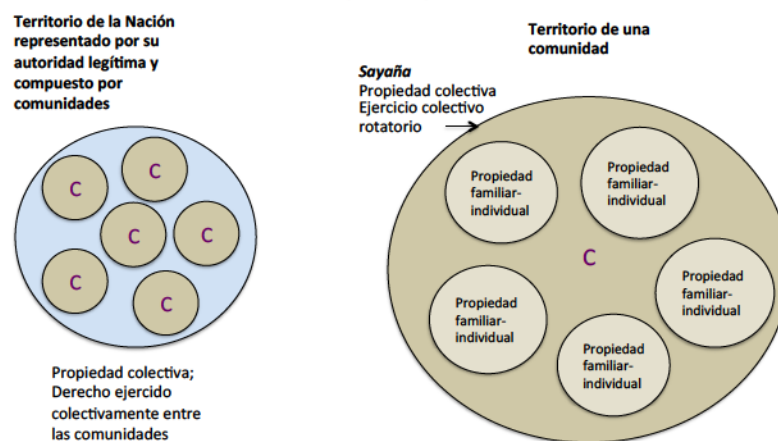 Territorio de la Nación
representado por su
autoridad legítima y
compuesto por
comunidades
C
C
C
C
C
C
Propiedad colectiva;
Derecho ejercido
colectivamente entre
las comunidades
Territorio de una
comunidad
Sayaña
Propiedad colectiva
Ejercicio colectivo
rotatorio
Propiedad
familiar-
individual
Propiedad
familiar-
individual
C
Propiedad
familiar-
individual
Propiedad
familiar-
individual
Propiedad
familiar-
individual